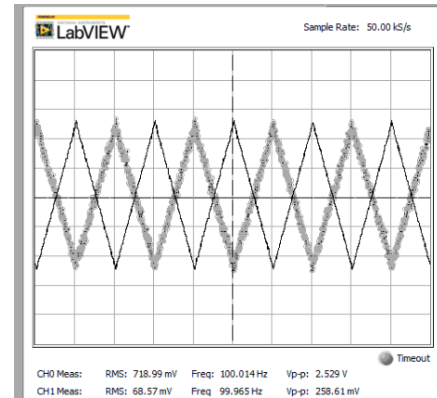 LabVIEW
Sample Rate: 50.00 kS/s
Timeout
CH0 Meas: RMS: 718.99 mV Freq: 100.014 Hz Vp-p: 2.529 V
CH1 Meas: RMS: 68.57 mV Freq 99.965 Hz Vp-p: 258.61 mV